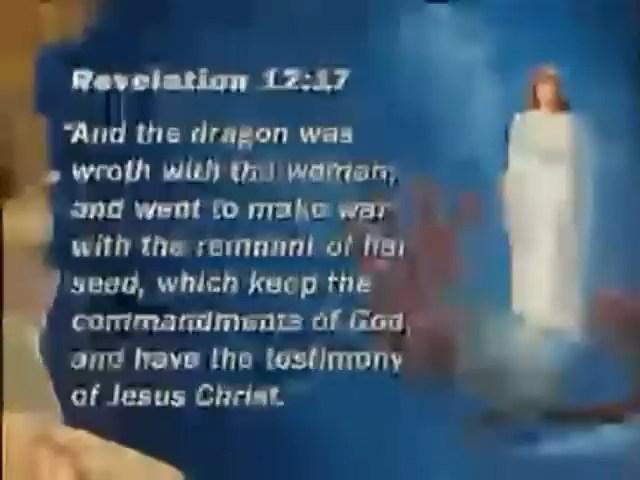 Revelation 12:17
"And the dragon was
wroth with the woman,
and went to make war
with the remnant of her
seed, which keep the
commandments of God,
and have the testimony
of Jesus Christ.